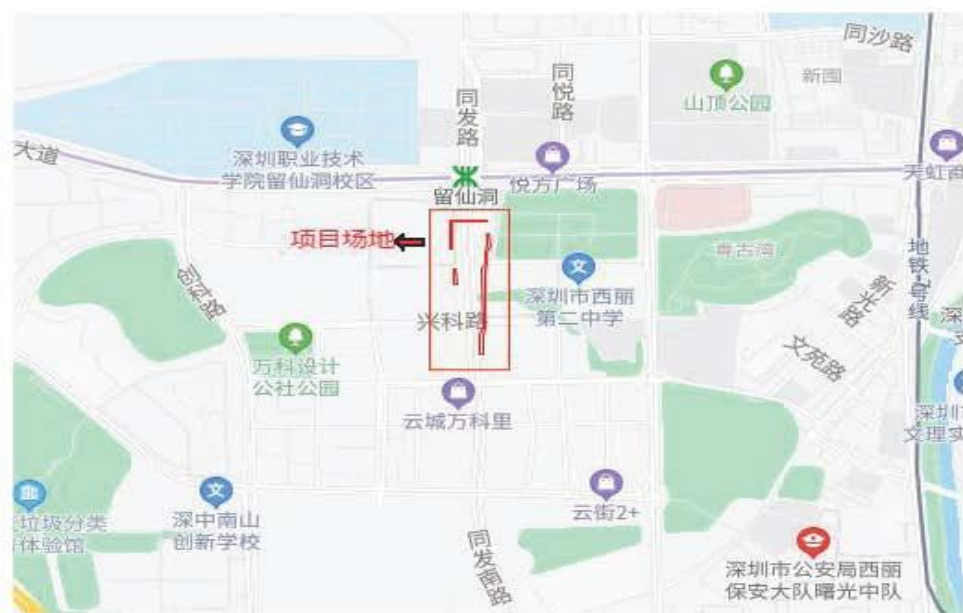 同沙路
新围
山顶公园
同发路
同悦路
大道
深圳职业技术
学院留仙洞校区
悦方广场
天虹商
留仙洞
项目场地
青古湾
地铁7号线
深圳市西丽
第二中学
新光路
兴科路
文苑路
万科设计
公社公园
云城万科里
深圳市
文理实
垃圾分类
体验馆
深中南山
创新学校
云街2+
同发南路
深圳市公安局西丽
保安大队曙光中队